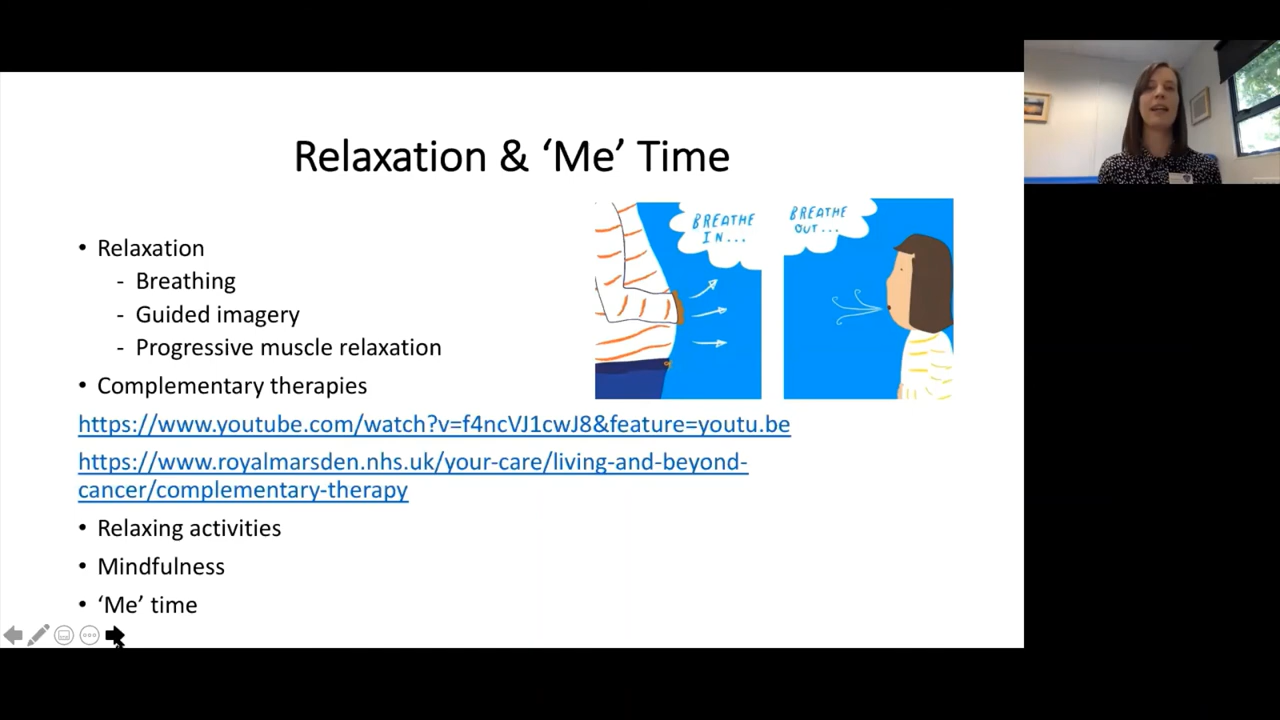 Relaxation & ‘Me’ Time
• Relaxation
- Breathing
- Guided imagery
- Progressive muscle relaxation
• Complementary therapies
https://www.youtube.com/watch?v=f4ncVJ1cwJ8&feature=youtu.be
https://www.royalmarsden.nhs.uk/your-care/living-and-beyond-
cancer/complementary-therapy
• Relaxing activities
• Mindfulness
• ‘Me’ time
BREATHE
IN...
BREATHE
OUT...